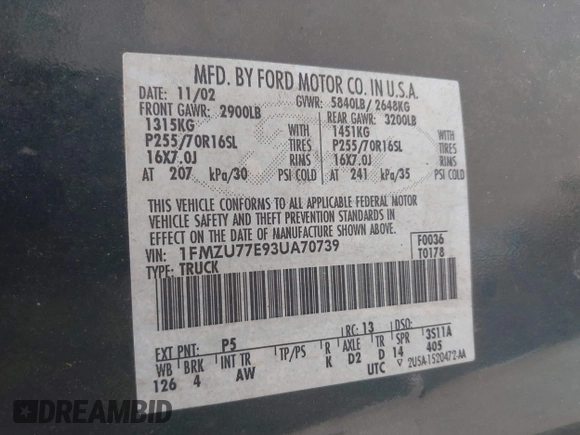 MFD. BY FORD MOTOR CO. IN U.S.A.
DATE: 11/02 GVWR: 5840LB/ 2648KG
FRONT GAWR: 2900LB REAR GAWR: 3200LB
1315KG WITH 1451KG WITH
P255/70R16SL TIRES P255/70R16SL TIRES
16X7.0J RIMS 16X7.0J RIMS
AT 207 kPa/30 PSI COLD AT 241 kPa/35 PSI COLD
THIS VEHICLE CONFORMS TO ALL APPLICABLE FEDERAL MOTOR
VEHICLE SAFETY AND THEFT PREVENTION STANDARDS IN
EFFECT ON THE DATE OF MANUFACTURE SHOWN ABOVE.
VIN: 1FMZU77E93UA70739 F0036
TYPE: TRUCK T0178
EXT PNT: P5 RC: 13 DSO:
WB BRK INT TR TP/PS R AXLE TR SPR 3S11A
126 4 AW K D2 D 14 405
UTC ▽ 2USA-1520472-AA
DREAMBID